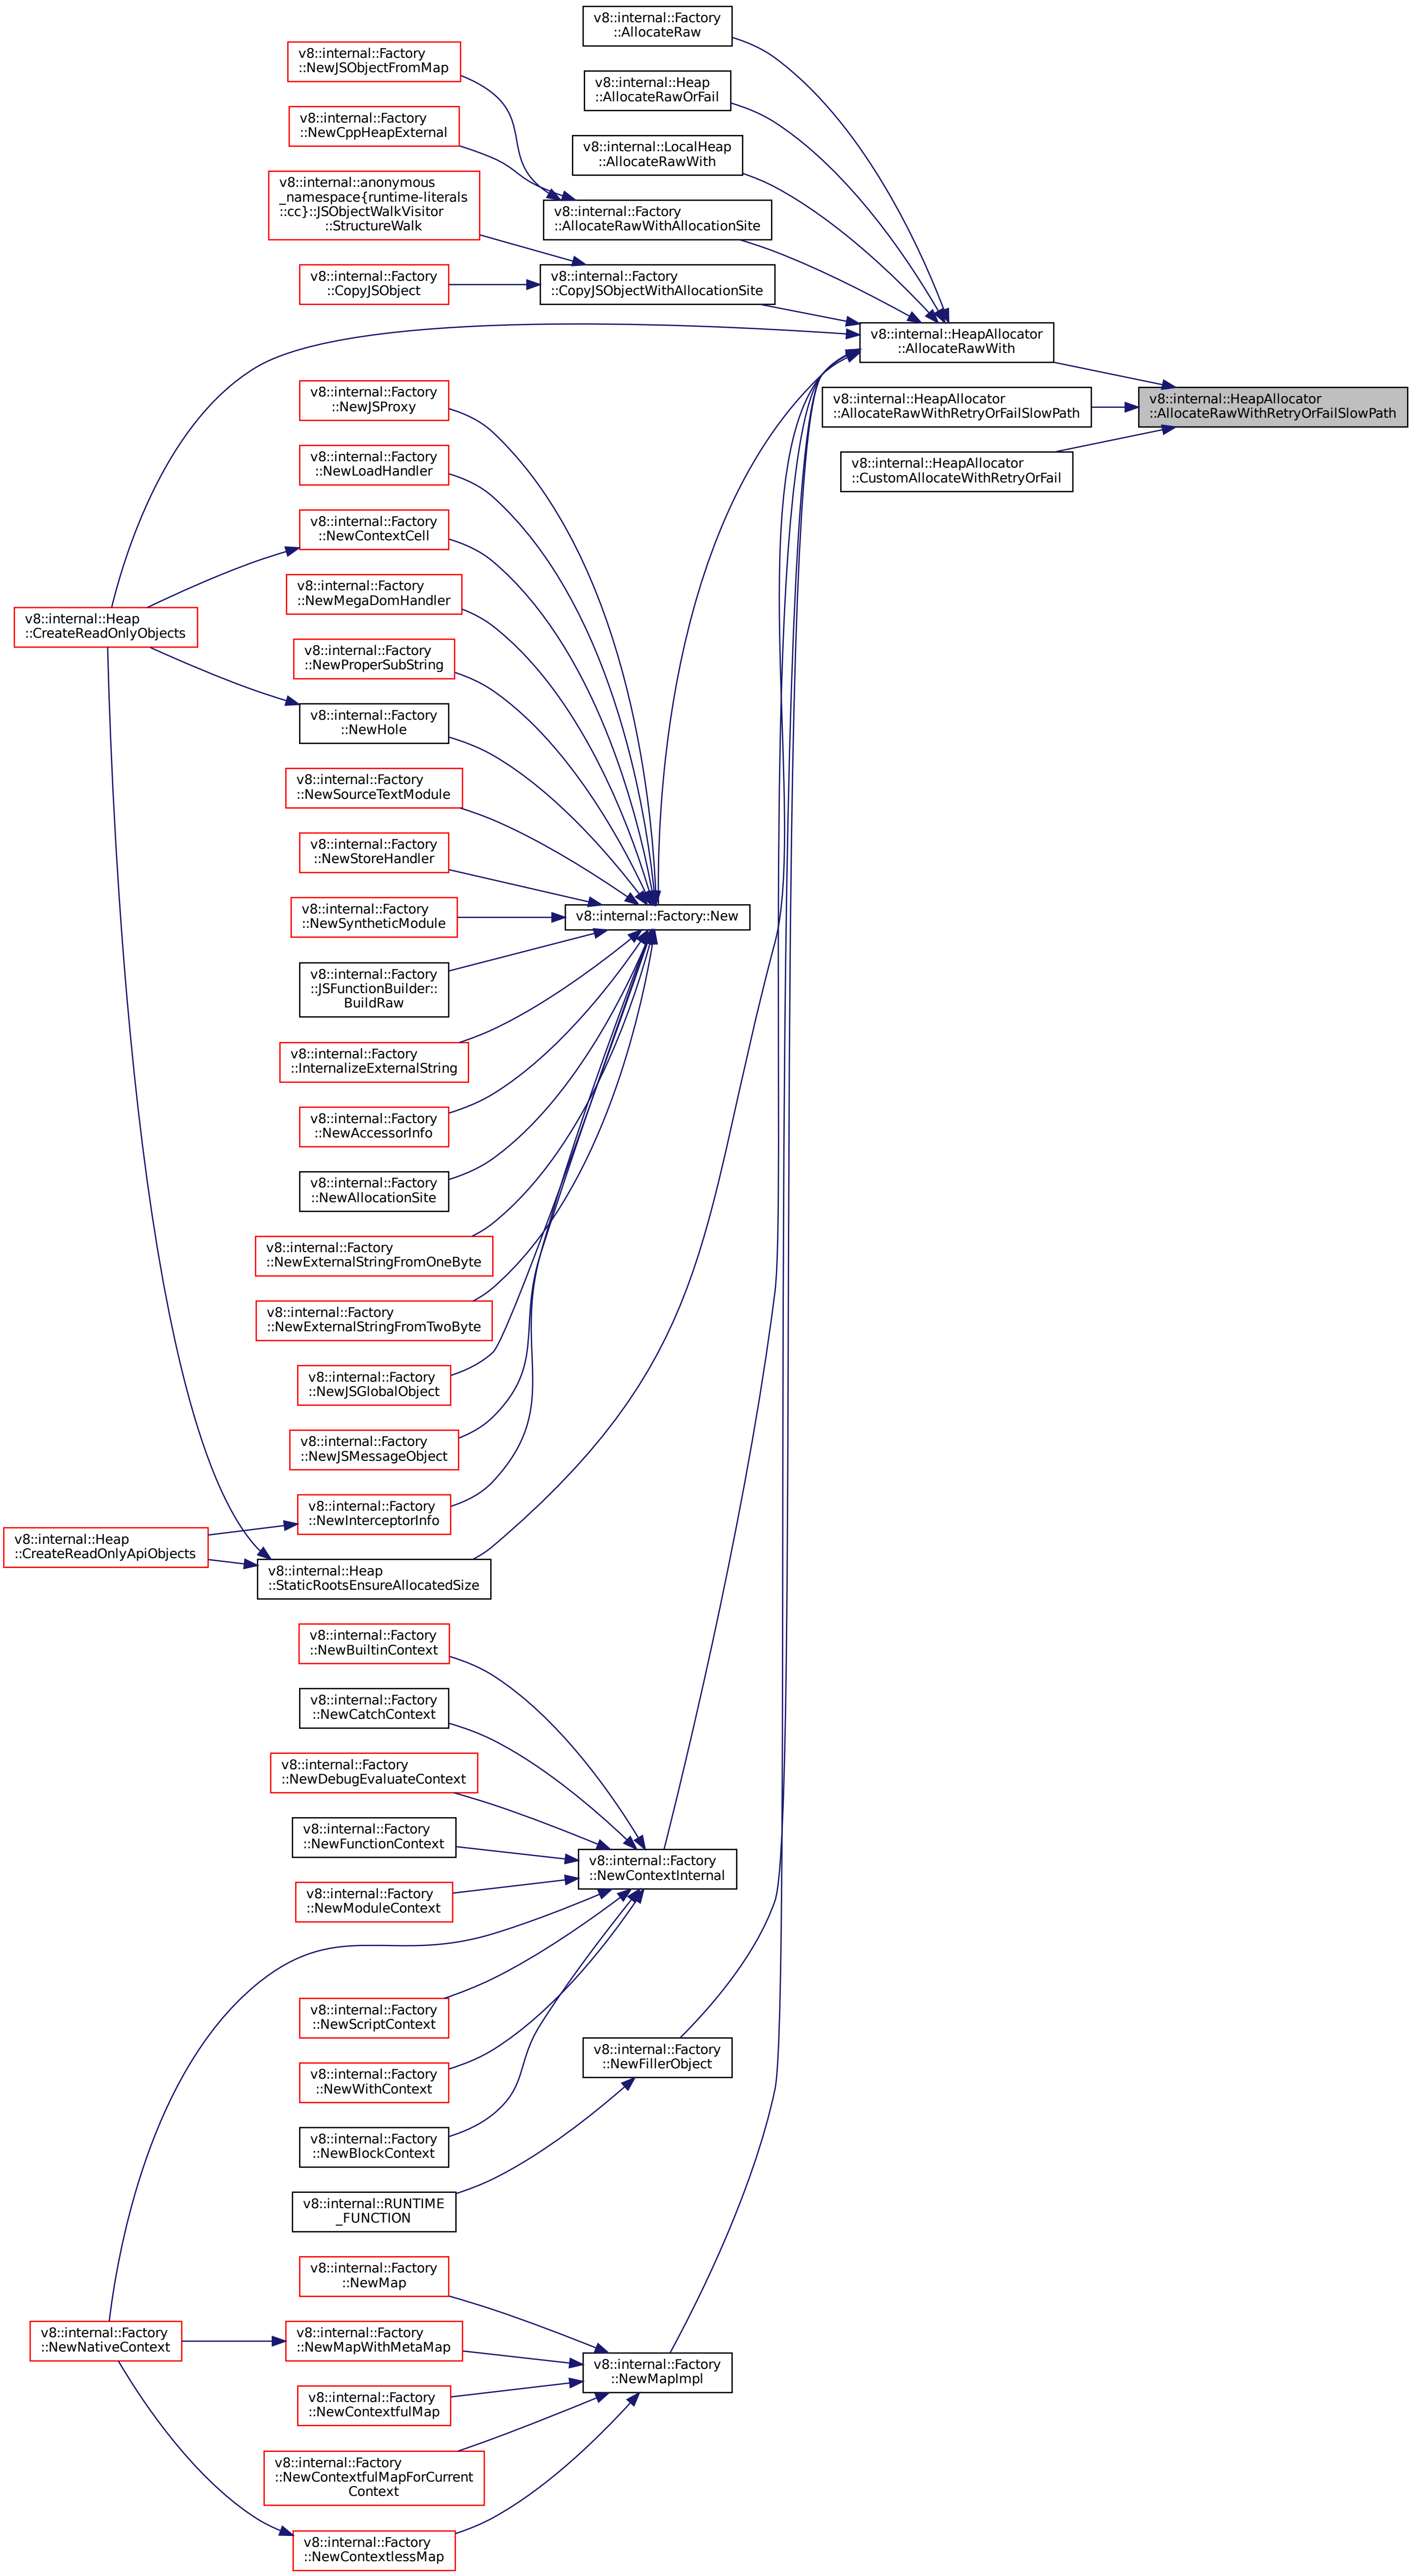 v8::internal::Factory
::AllocateRaw
v8::internal::Factory
::NewJSObjectFromMap
v8::internal::Heap
::AllocateRawOrFail
v8::internal::Factory
::NewCppHeapExternal
v8::internal::LocalHeap
::AllocateRawWith
v8::internal::anonymous
_namespace{runtime-literals
::cc}::JSObjectWalkVisitor
::StructureWalk
v8::internal::Factory
::AllocateRawWithAllocationSite
v8::internal::Factory
::CopyJSObject
v8::internal::Factory
::CopyJSObjectWithAllocationSite
v8::internal::HeapAllocator
::AllocateRawWith
v8::internal::Factory
::NewJSProxy
v8::internal::HeapAllocator
::AllocateRawWithRetryOrFailSlowPath
v8::internal::HeapAllocator
::AllocateRawWithRetryOrFailSlowPath
v8::internal::Factory
::NewLoadHandler
v8::internal::HeapAllocator
::CustomAllocateWithRetryOrFail
v8::internal::Factory
::NewContextCell
v8::internal::Factory
::NewMegaDomHandler
v8::internal::Heap
::CreateReadOnlyObjects
v8::internal::Factory
::NewProperSubString
v8::internal::Factory
::NewHole
v8::internal::Factory
::NewSourceTextModule
v8::internal::Factory
::NewStoreHandler
v8::internal::Factory
::NewSyntheticModule
v8::internal::Factory::New
v8::internal::Factory
::JSFunctionBuilder::
BuildRaw
v8::internal::Factory
::InternalizeExternalString
v8::internal::Factory
::NewAccessorInfo
v8::internal::Factory
::NewAllocationSite
v8::internal::Factory
::NewExternalStringFromOneByte
v8::internal::Factory
::NewExternalStringFromTwoByte
v8::internal::Factory
::NewJSGlobalObject
v8::internal::Factory
::NewJSMessageObject
v8::internal::Factory
::NewInterceptorInfo
v8::internal::Heap
::CreateReadOnlyApiObjects
v8::internal::Heap
::StaticRootsEnsureAllocatedSize
v8::internal::Factory
::NewBuiltinContext
v8::internal::Factory
::NewCatchContext
v8::internal::Factory
::NewDebugEvaluateContext
v8::internal::Factory
::NewFunctionContext
v8::internal::Factory
::NewContextInternal
v8::internal::Factory
::NewModuleContext
v8::internal::Factory
::NewScriptContext
v8::internal::Factory
::NewFillerObject
v8::internal::Factory
::NewWithContext
v8::internal::Factory
::NewBlockContext
v8::internal::RUNTIME
_FUNCTION
v8::internal::Factory
::NewMap
v8::internal::Factory
::NewNativeContext
v8::internal::Factory
::NewMapWithMetaMap
v8::internal::Factory
::NewMapImpl
v8::internal::Factory
::NewContextfulMap
v8::internal::Factory
::NewContextfulMapForCurrent
Context
v8::internal::Factory
::NewContextlessMap